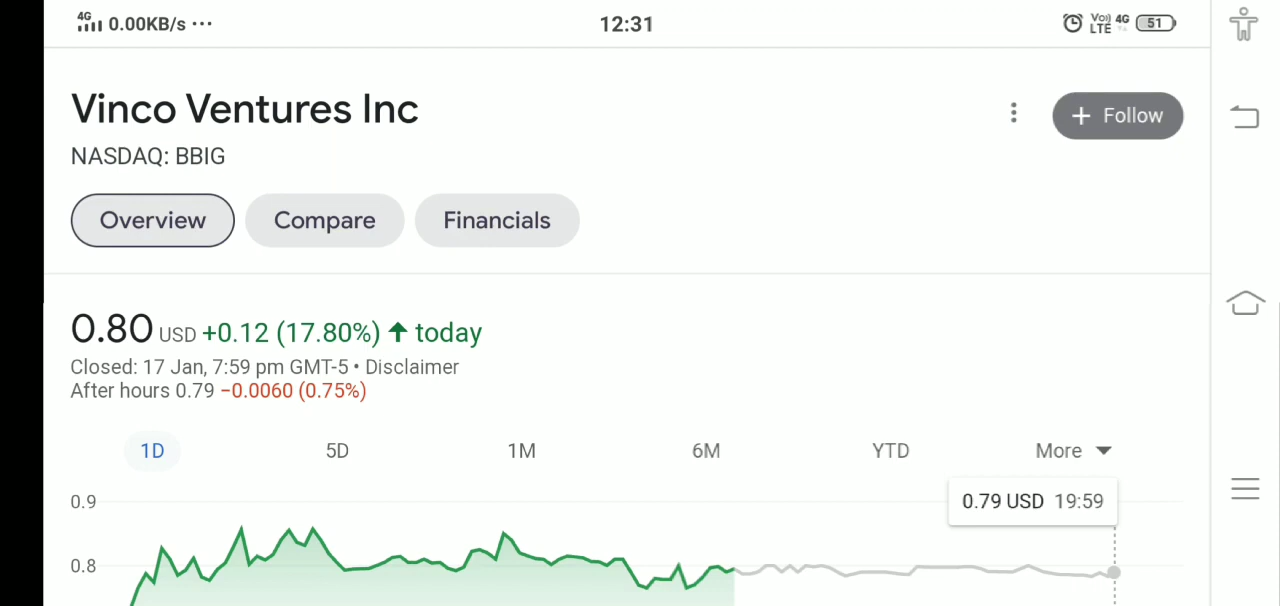 4G 0.00KB/s ... 12:31 Vo)) LTE 4G 51
Vinco Ventures Inc
+ Follow
NASDAQ: BBIG
Overview Compare Financials
0.80 USD +0.12 (17.80%) ↑ today
Closed: 17 Jan, 7:59 pm GMT-5 • Disclaimer
After hours 0.79 −0.0060 (0.75%)
1D 5D 1M 6M YTD More
0.9
0.79 USD 19:59
0.8